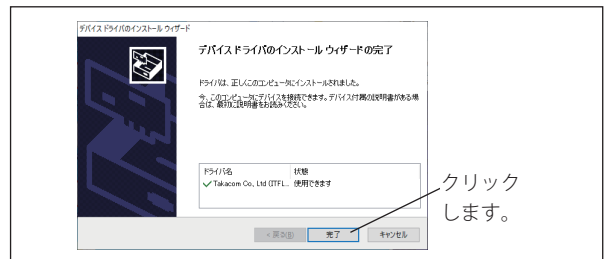 デバイス ドライバのインストール ウィザード
デバイス ドライバのインストール ウィザードの完了
ドライバは、正しくこのコンピュータにインストールされました。
今、このコンピュータにデバイスを接続できます。デバイス付属の説明書がある場
合は、最初に説明書をお読みください。
ドライバ名 状態
Takacom Co., Ltd (ITFL... 使用できます
クリック
します。
< 戻る(B) 完了 キャンセル